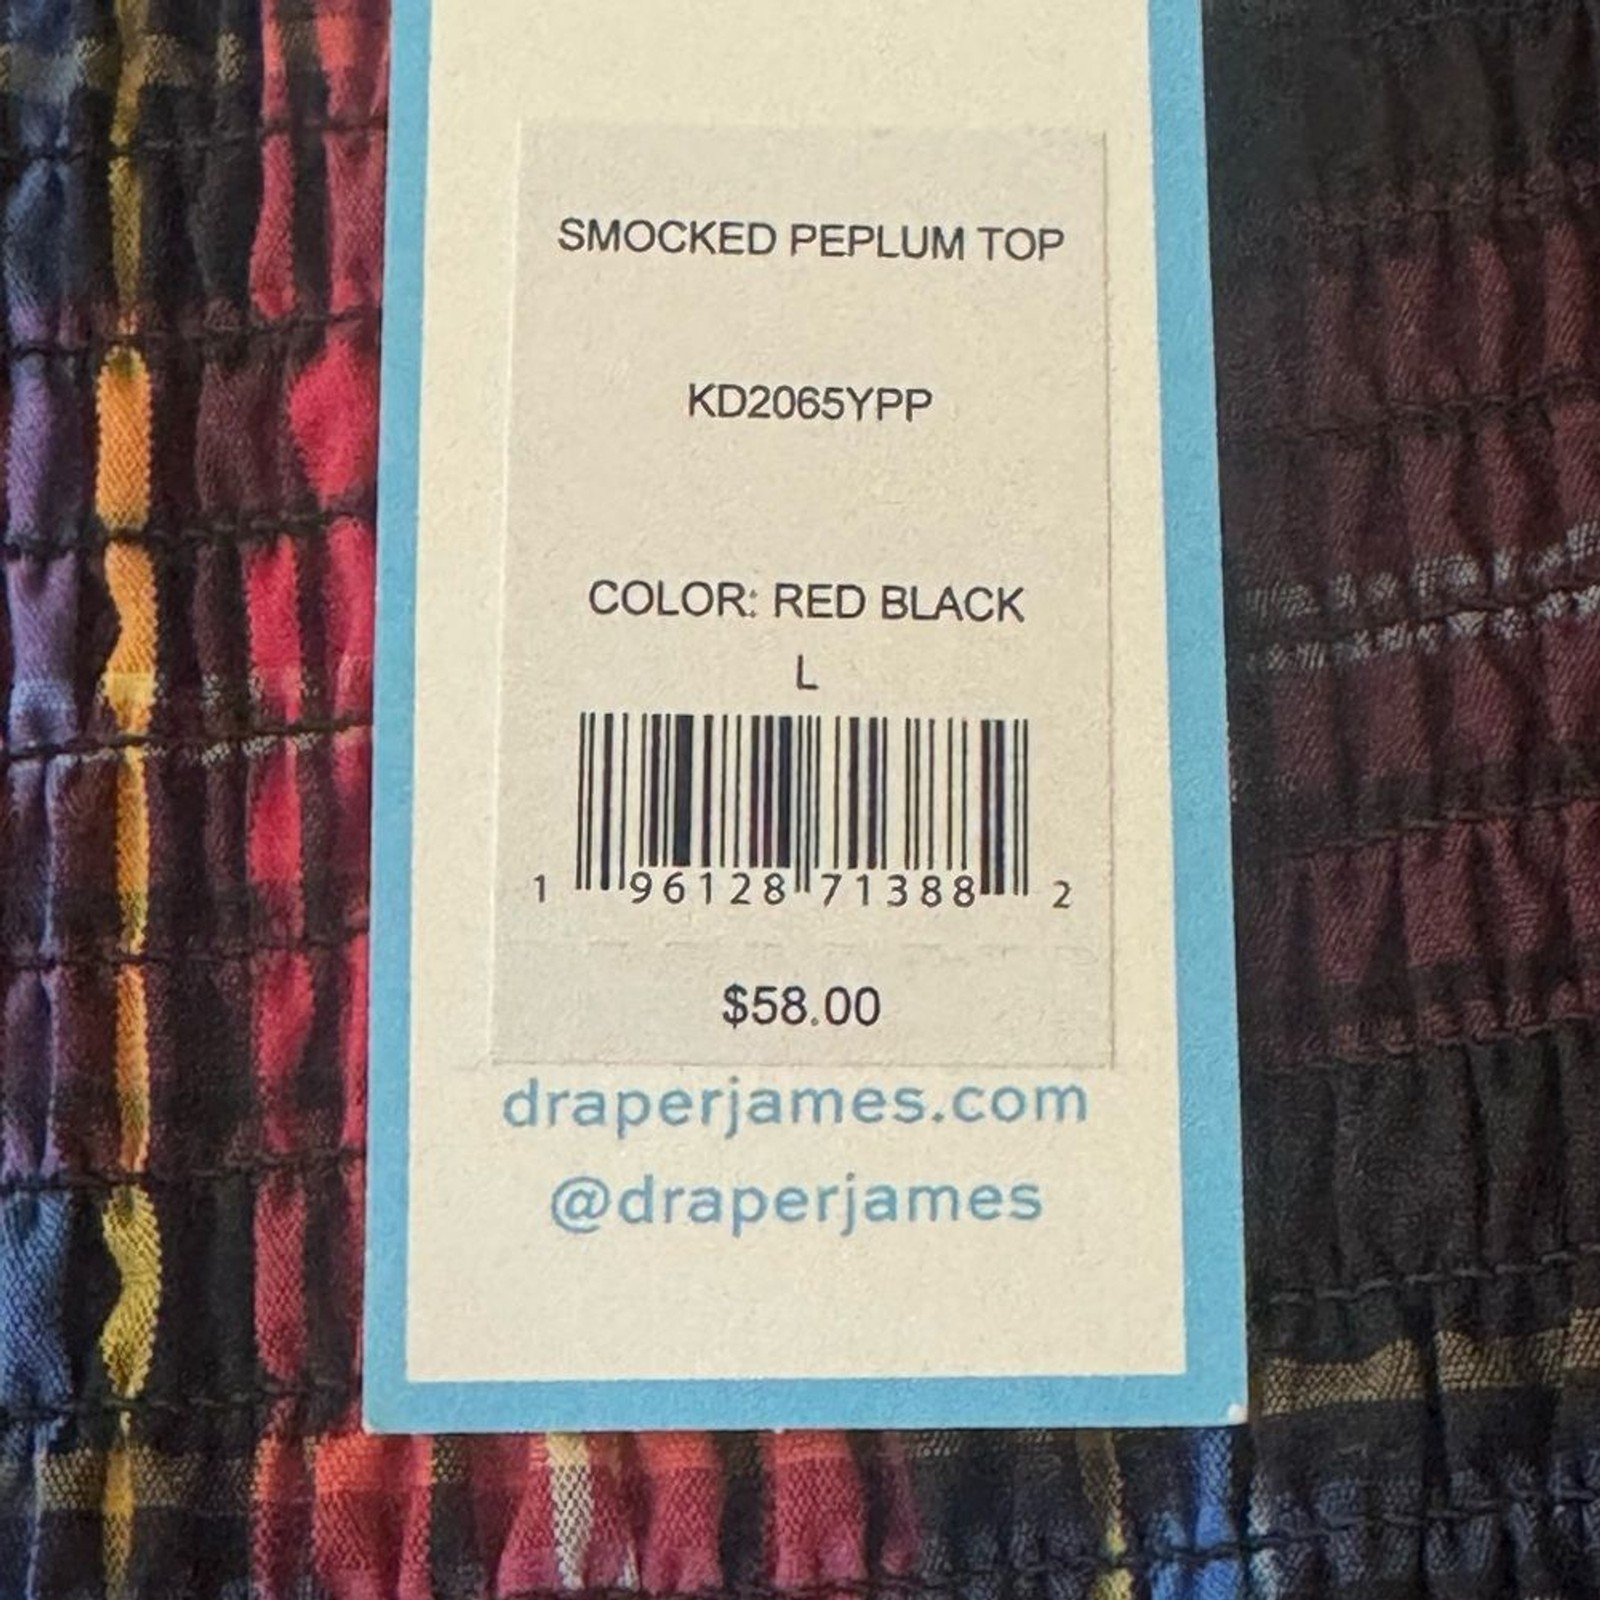 SMOCKED PEPLUM TOP
KD2065YPP
COLOR: RED BLACK
L
1 96128 71388 2
$58.00
draperjames.com
@draperjames